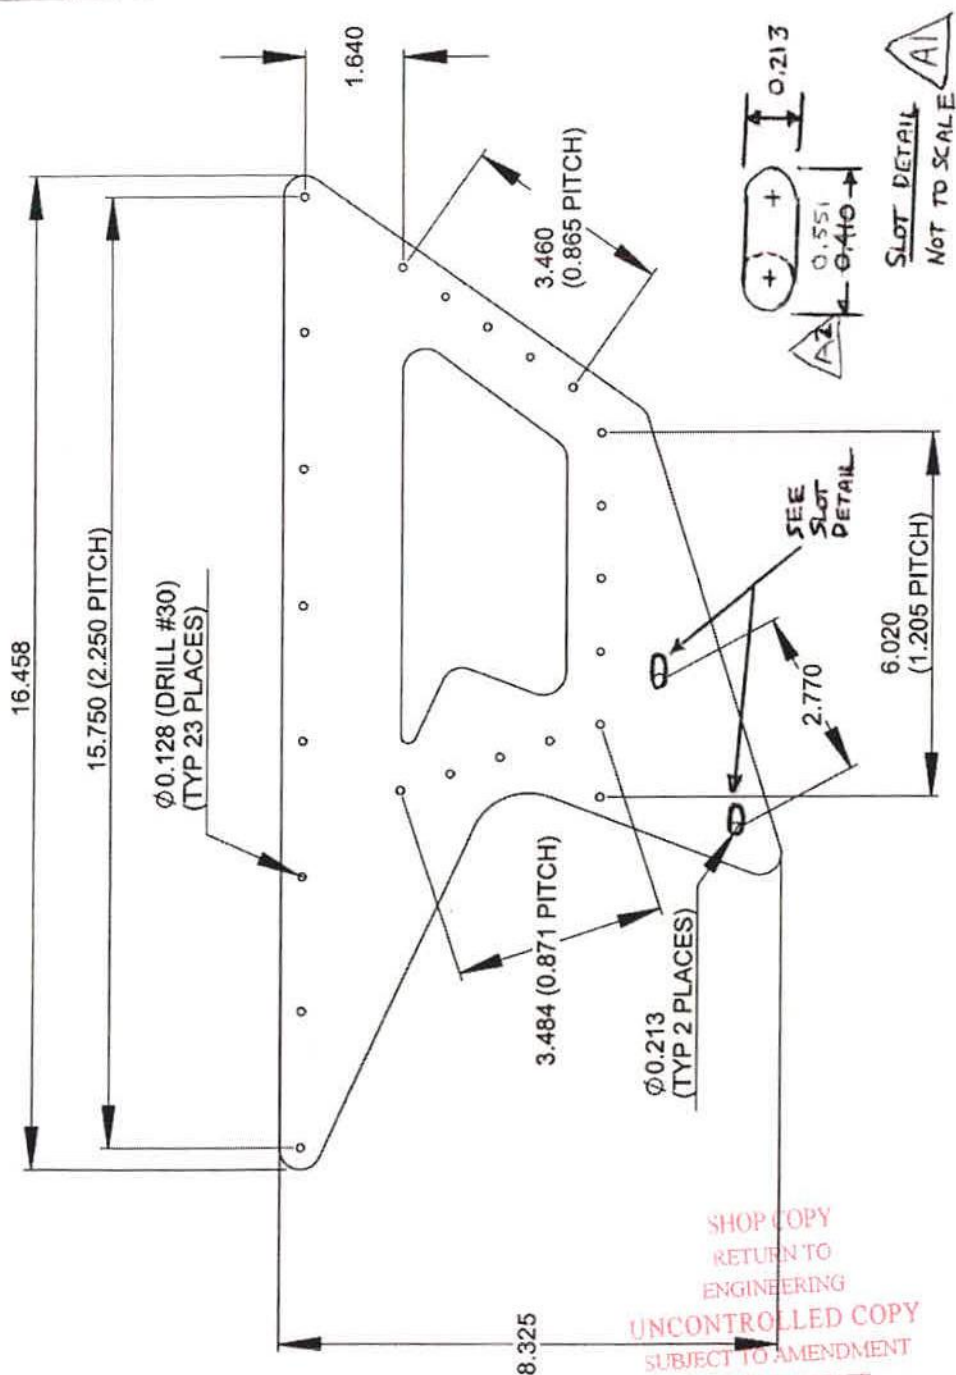 16.458
15.750 (2.250 PITCH)
Ø0.128 (DRILL #30)
(TYP 23 PLACES)
1.640
3.460
(0.865 PITCH)
0.213
0.551
0.410
A2
SLOT DETAIL
NOT TO SCALE
A1
SEE
SLOT
DETAIL
2.770
6.020
(1.205 PITCH)
3.484 (0.871 PITCH)
Ø0.213
(TYP 2 PLACES)
8.325
SHOP COPY
RETURN TO
ENGINEERING
UNCONTROLLED COPY
SUBJECT TO AMENDMENT